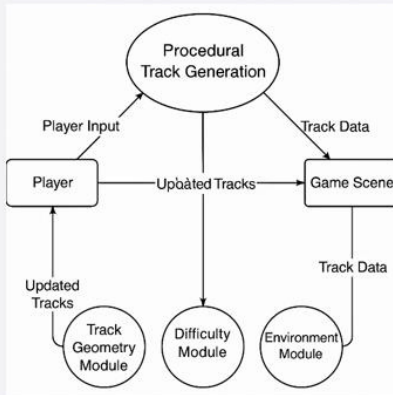 Procedural
Track Generation
Player Input
Track Data
Player
Updated Tracks
Game Scene
Updated
Tracks
Track Data
Track
Geometry
Module
Difficulty
Module
Environment
Module